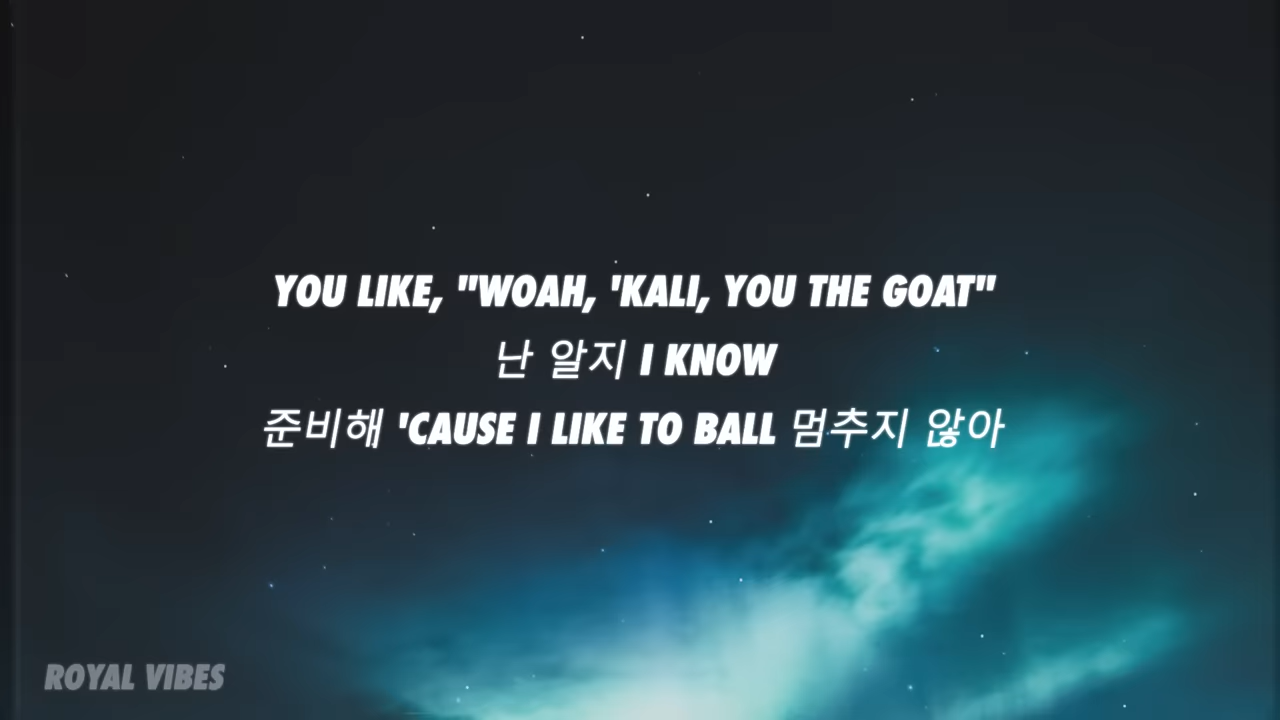 YOU LIKE, "WOAH, 'KALI, YOU THE GOAT"
난 알지 I KNOW
준비해 'CAUSE I LIKE TO BALL 멈추지 않아
ROYAL VIBES